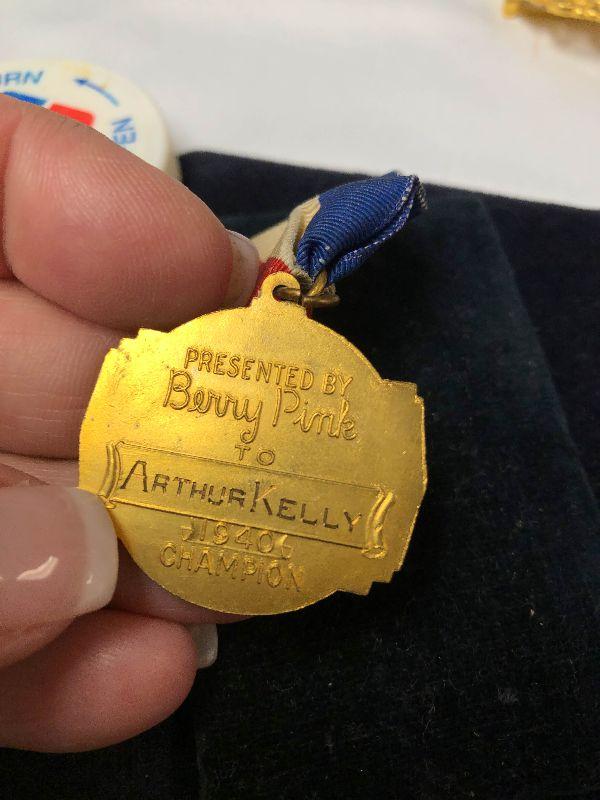 PRESENTED BY
Berry Pink
TO
ARTHUR KELLY
1940
CHAMPION